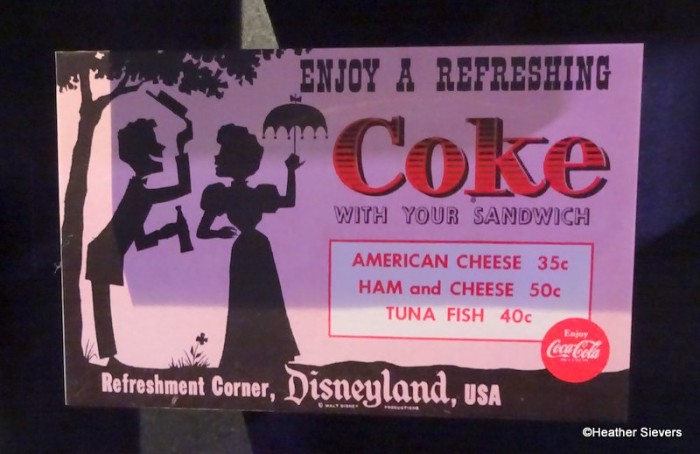 ENJOY A REFRESHING
Coke
WITH YOUR SANDWICH
AMERICAN CHEESE 35c
HAM and CHEESE 50c
TUNA FISH 40c
Enjoy
Coca-Cola
Refreshment Corner, Disneyland, USA
© WALT DISNEY PRODUCTIONS
©Heather Sievers